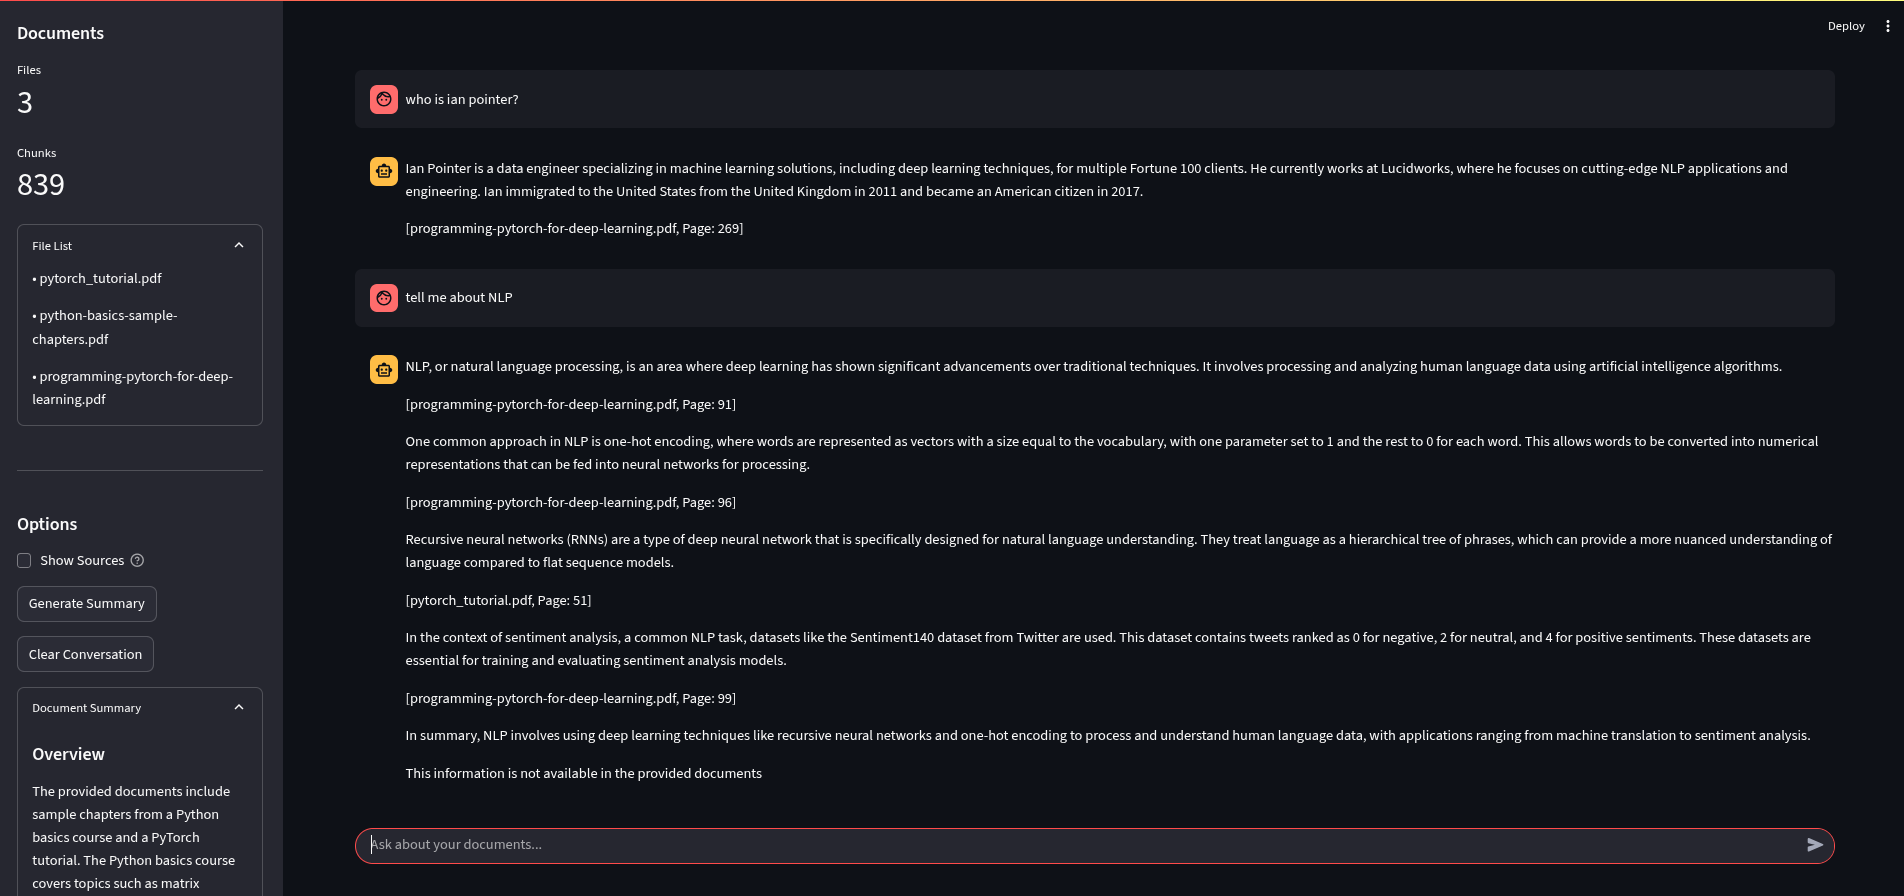 Documents
Files
3
Chunks
839
File List
• pytorch_tutorial.pdf
• python-basics-sample-
chapters.pdf
• programming-pytorch-for-deep-
learning.pdf
Options
Show Sources
Generate Summary
Clear Conversation
Document Summary
Overview
The provided documents include
sample chapters from a Python
basics course and a PyTorch
tutorial. The Python basics course
covers topics such as matrix
Deploy
who is ian pointer?
Ian Pointer is a data engineer specializing in machine learning solutions, including deep learning techniques, for multiple Fortune 100 clients. He currently works at Lucidworks, where he focuses on cutting-edge NLP applications and
engineering. Ian immigrated to the United States from the United Kingdom in 2011 and became an American citizen in 2017.
[programming-pytorch-for-deep-learning.pdf, Page: 269]
tell me about NLP
NLP, or natural language processing, is an area where deep learning has shown significant advancements over traditional techniques. It involves processing and analyzing human language data using artificial intelligence algorithms.
[programming-pytorch-for-deep-learning.pdf, Page: 91]
One common approach in NLP is one-hot encoding, where words are represented as vectors with a size equal to the vocabulary, with one parameter set to 1 and the rest to 0 for each word. This allows words to be converted into numerical
representations that can be fed into neural networks for processing.
[programming-pytorch-for-deep-learning.pdf, Page: 96]
Recursive neural networks (RNNs) are a type of deep neural network that is specifically designed for natural language understanding. They treat language as a hierarchical tree of phrases, which can provide a more nuanced understanding of
language compared to flat sequence models.
[pytorch_tutorial.pdf, Page: 51]
In the context of sentiment analysis, a common NLP task, datasets like the Sentiment140 dataset from Twitter are used. This dataset contains tweets ranked as 0 for negative, 2 for neutral, and 4 for positive sentiments. These datasets are
essential for training and evaluating sentiment analysis models.
[programming-pytorch-for-deep-learning.pdf, Page: 99]
In summary, NLP involves using deep learning techniques like recursive neural networks and one-hot encoding to process and understand human language data, with applications ranging from machine translation to sentiment analysis.
This information is not available in the provided documents
Ask about your documents...